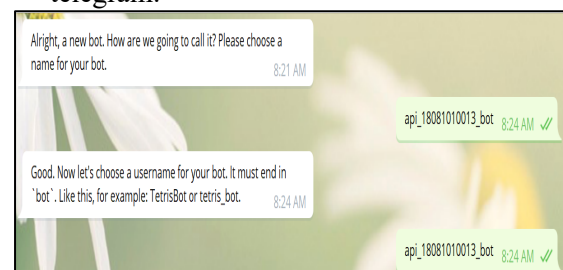 telegram.
Alright, a new bot. How are we going to call it? Please choose a
name for your bot.
8:21 AM
api_18081010013_bot 8:24 AM
Good. Now let's choose a username for your bot. It must end in
`bot`. Like this, for example: TetrisBot or tetris_bot.
8:24 AM
api_18081010013_bot 8:24 AM